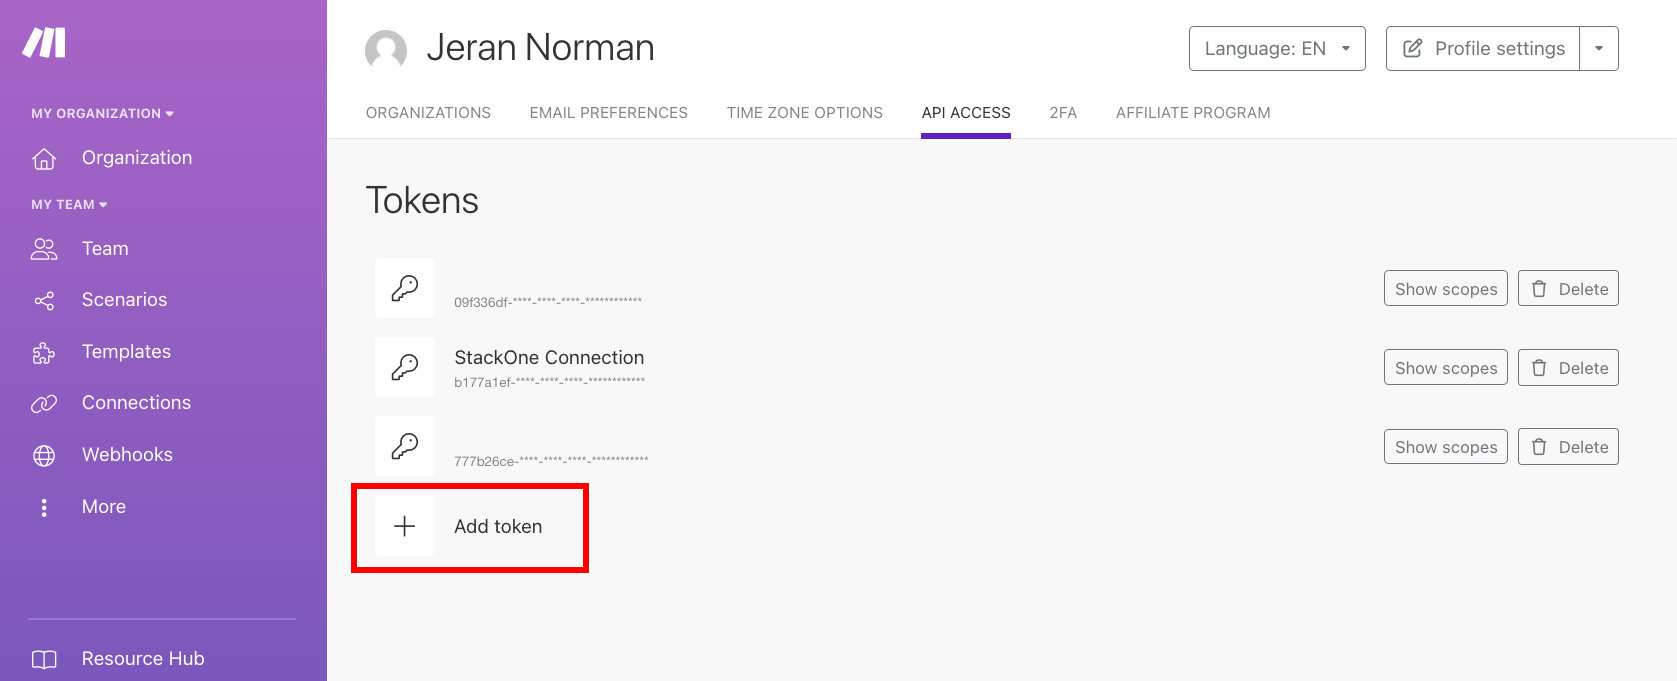 Jeran Norman
Language: EN
Profile settings
MY ORGANIZATION
Organization
MY TEAM
Team
Scenarios
Templates
Connections
Webhooks
More
Resource Hub
ORGANIZATIONS
EMAIL PREFERENCES
TIME ZONE OPTIONS
API ACCESS
2FA
AFFILIATE PROGRAM
Tokens
09f336df-****-****-****-************
Show scopes
Delete
StackOne Connection
b177a1ef-****-****-****-************
Show scopes
Delete
777b26ce-****-****-****-************
Show scopes
Delete
Add token